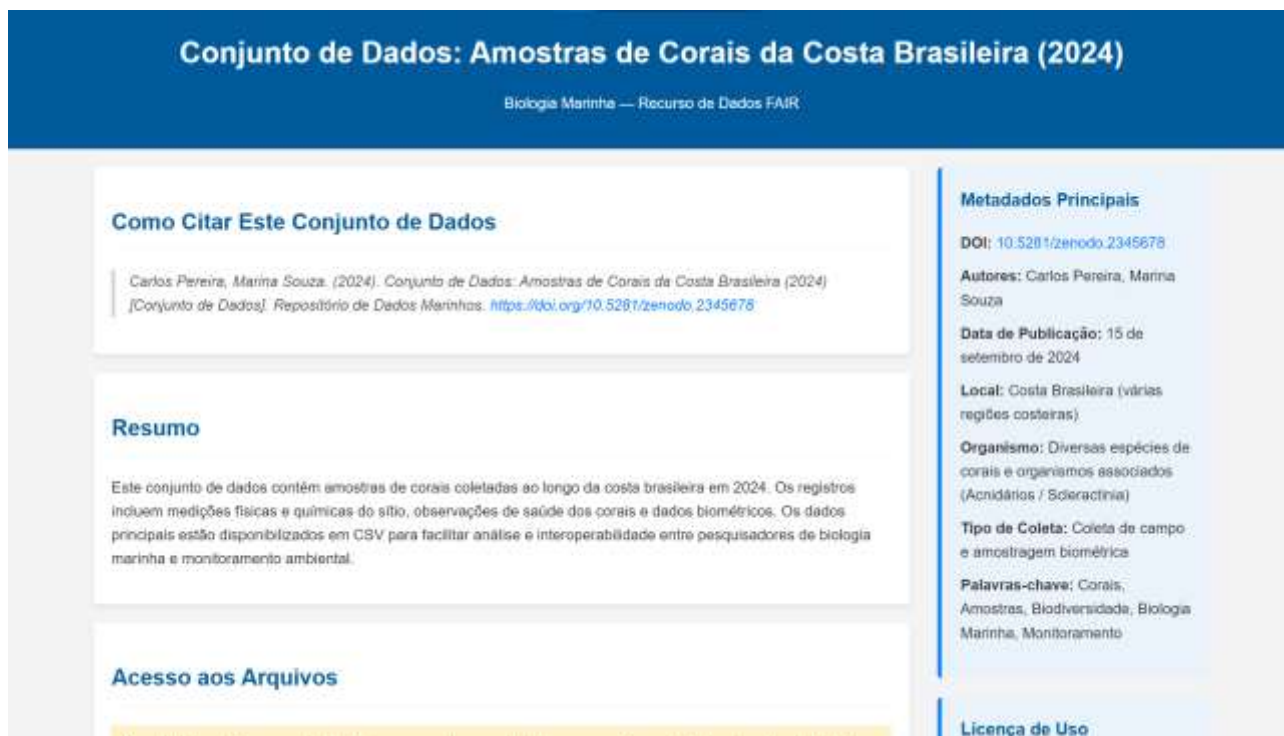 Conjunto de Dados: Amostras de Corais da Costa Brasileira (2024)
Biologia Marinha — Recurso de Dados FAIR
Como Citar Este Conjunto de Dados
Carlos Pereira, Marina Souza. (2024). Conjunto de Dados: Amostras de Corais da Costa Brasileira (2024)
[Conjunto de Dados]. Repositório de Dados Marinhos. https://doi.org/10.5281/zenodo.2345678
Resumo
Este conjunto de dados contém amostras de corais coletadas ao longo da costa brasileira em 2024. Os registros
incluem medições físicas e químicas do sítio, observações de saúde dos corais e dados biométricos. Os dados
principais estão disponibilizados em CSV para facilitar análise e interoperabilidade entre pesquisadores de biologia
marinha e monitoramento ambiental.
Acesso aos Arquivos
Metadados Principais
DOI: 10.5281/zenodo.2345678
Autores: Carlos Pereira, Marina
Souza
Data de Publicação: 15 de
setembro de 2024
Local: Costa Brasileira (várias
regiões costeiras)
Organismo: Diversas espécies de
corais e organismos associados
(Acnidários / Scleractinia)
Tipo de Coleta: Coleta de campo
e amostragem biométrica
Palavras-chave: Corais,
Amostras, Biodiversidade, Biologia
Marinha, Monitoramento
Licença de Uso